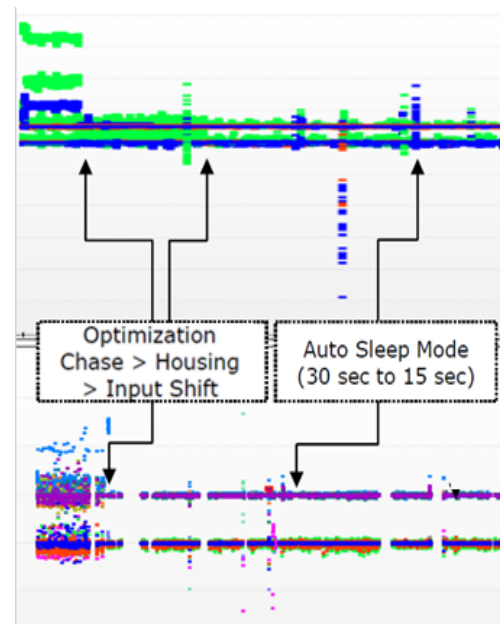 Optimization
Chase > Housing
> Input Shift
Auto Sleep Mode
(30 sec to 15 sec)